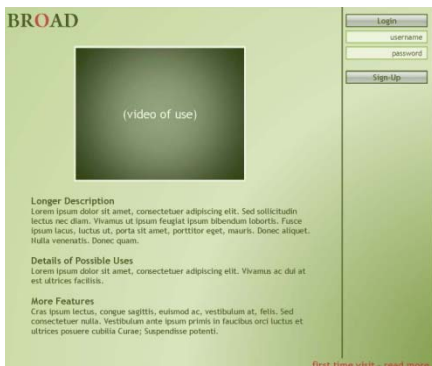 BROAD
Login
username
password
Sign-Up
(video of use)
Longer Description
Lorem ipsum dolor sit amet, consectetuer adipiscing elit. Sed sollicitudin
lectus nec diam. Vivamus ut ipsum feugiat ipsum bibendum lobortis. Fusce
ipsum lacus, luctus ut, porta sit amet, porttitor eget, mauris. Donec aliquet.
Nulla venenatis. Donec quam.
Details of Possible Uses
Lorem ipsum dolor sit amet, consectetuer adipiscing elit. Vivamus ac dui at
est ultrices facilisis.
More Features
Cras ipsum lectus, congue sagittis, euismod ac, vestibulum at, felis. Sed
consectetuer nulla. Vestibulum ante ipsum primis in faucibus orci luctus et
ultrices posuere cubilia Curae; Suspendisse potenti.
first time visit - read more